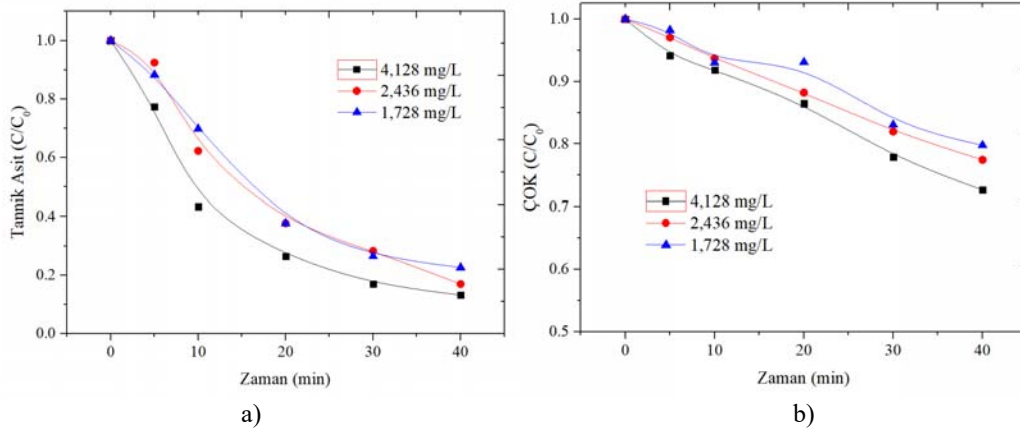 1.0
0.8
0.6
0.4
0.2
0.0
Tannik Asit (C/C₀)
4,128 mg/L
2,436 mg/L
1,728 mg/L
0 10 20 30 40
Zaman (min)
a)
1.0
0.9
0.8
0.7
0.6
0.5
ÇOK (C/C₀)
4,128 mg/L
2,436 mg/L
1,728 mg/L
0 10 20 30 40
Zaman (min)
b)